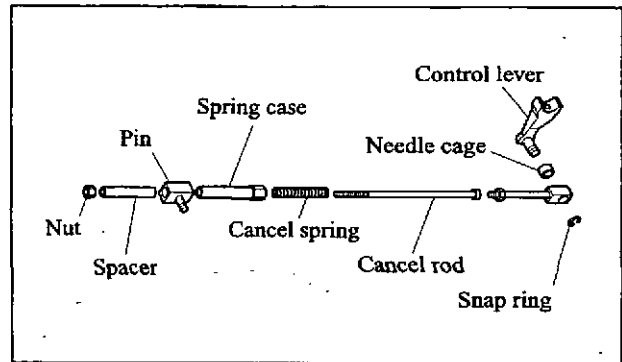 Control lever
Spring case
Pin
Needle cage
Nut
Cancel spring
Spacer
Cancel rod
Snap ring